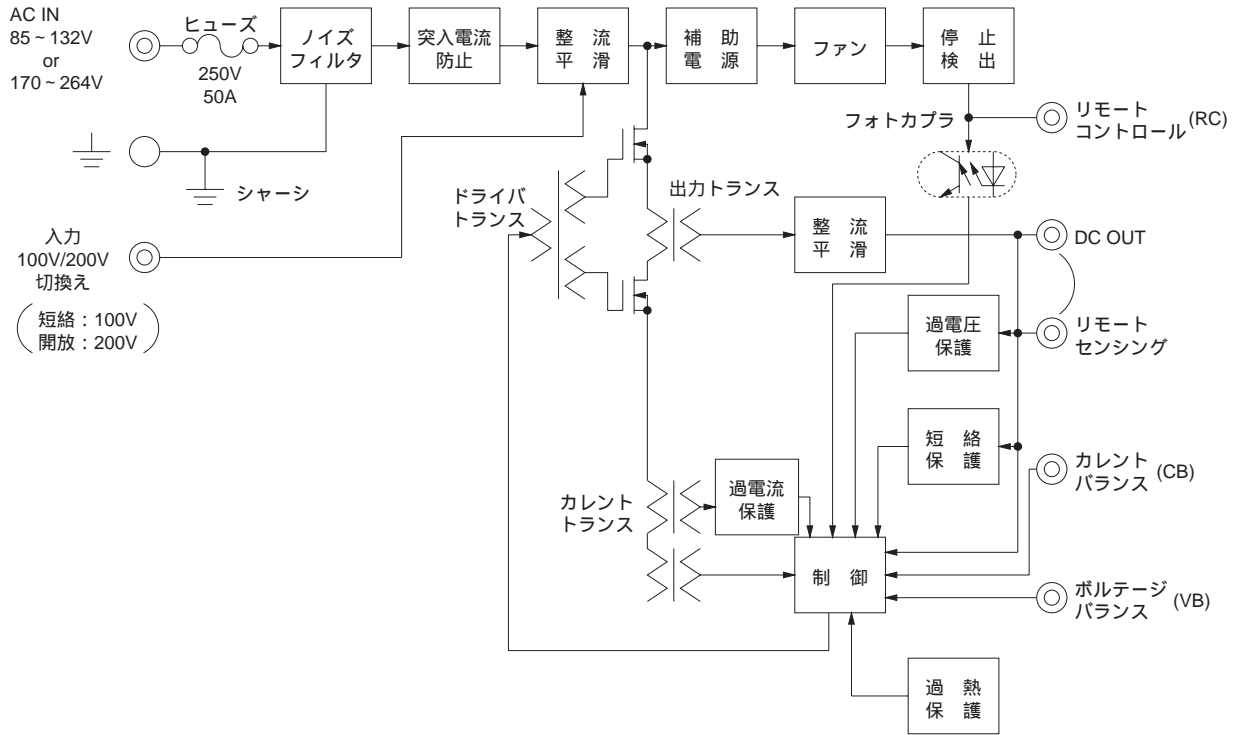 AC IN
85～132V
or
170～264V
ヒューズ
250V
50A
ノイズ
フィルタ
突入電流
防止
整 流
平 滑
補 助
電 源
ファン
停 止
検 出
フォトカプラ
リモート
コントロール (RC)
シャーシ
ドライバ
トランス
出力トランス
整 流
平 滑
DC OUT
入力
100V/200V
切換え
短絡：100V
開放：200V
過電圧
保護
リモート
センシング
短 絡
保 護
カレント
バランス (CB)
カレント
トランス
過電流
保護
制 御
ボルテージ
バランス (VB)
過 熱
保 護